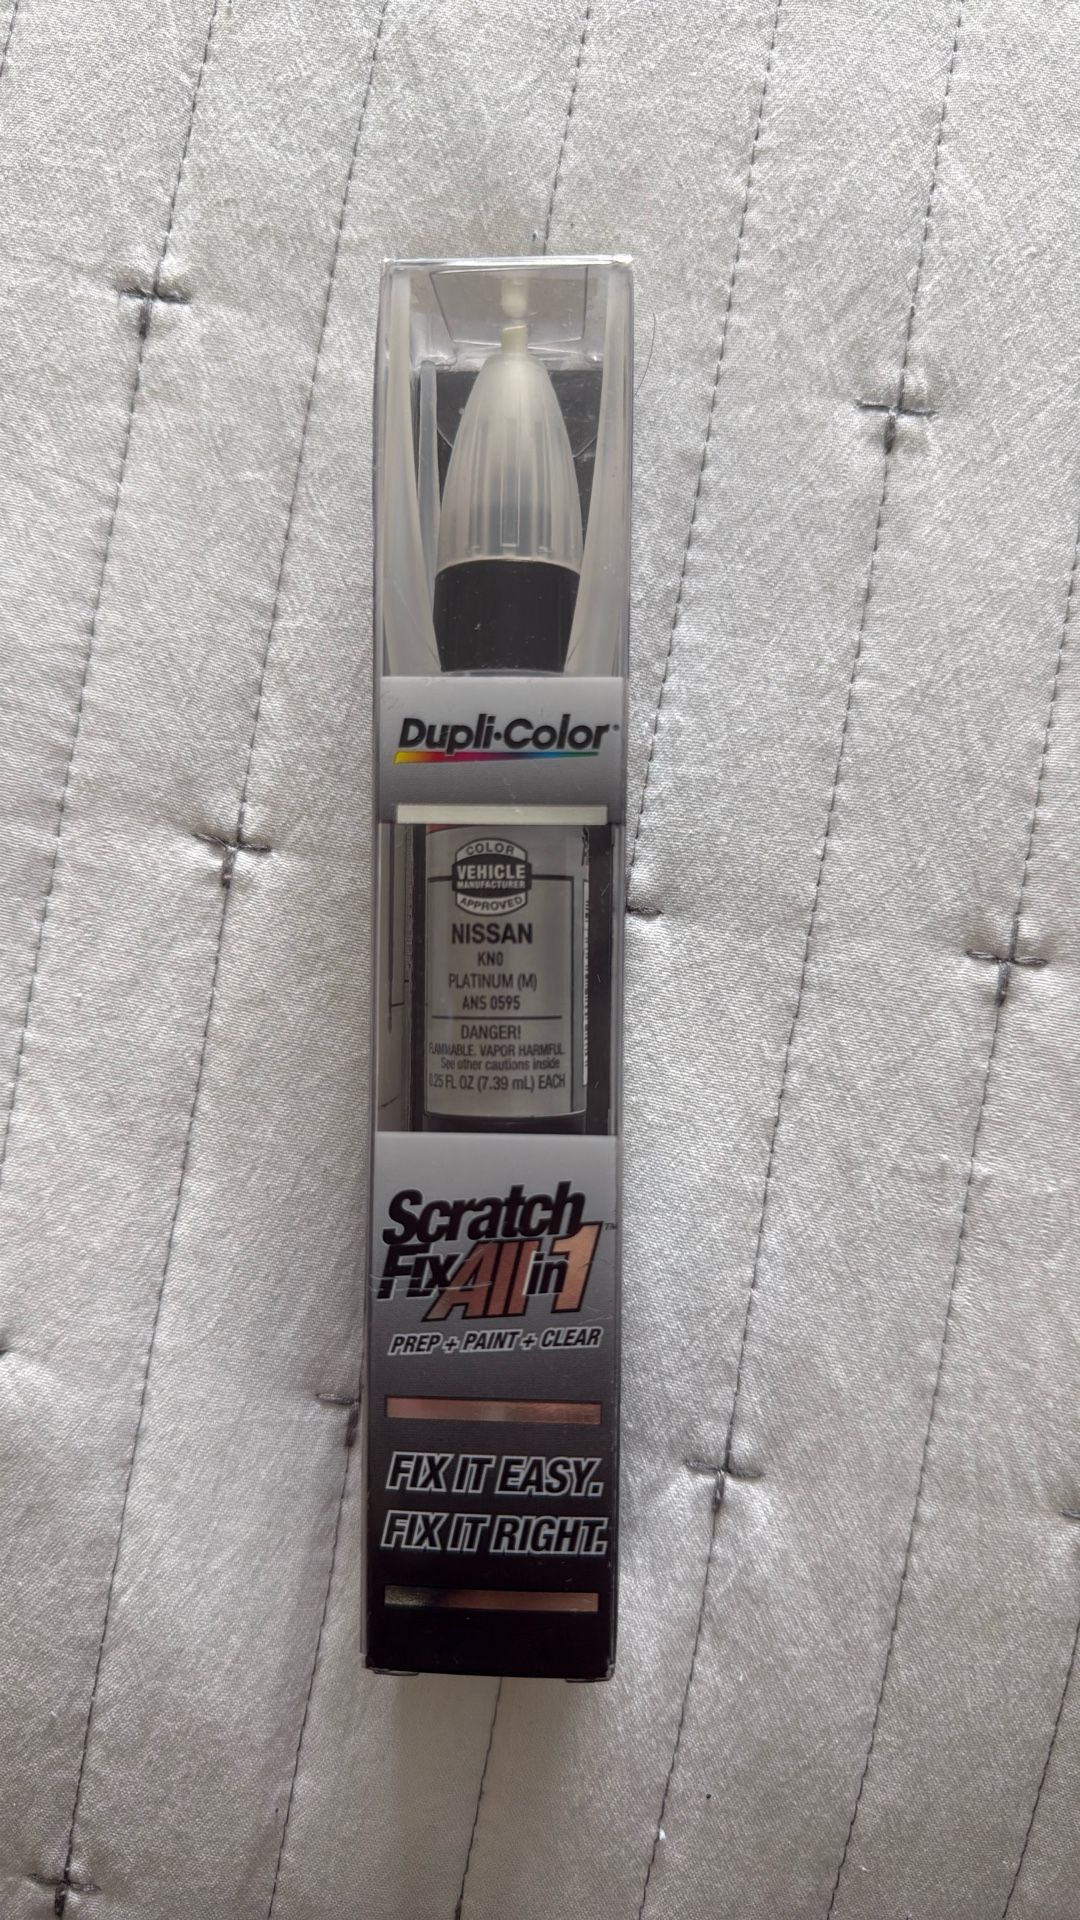 Dupli-Color
COLOR
VEHICLE
MANUFACTURER
APPROVED
NISSAN
KN0
PLATINUM (M)
ANS 0595
DANGER!
FLAMMABLE. VAPOR HARMFUL
See other cautions inside
0.25 FL OZ (7.39 mL) EACH
Scratch
Fix All in 1™
PREP + PAINT + CLEAR
FIX IT EASY.
FIX IT RIGHT.